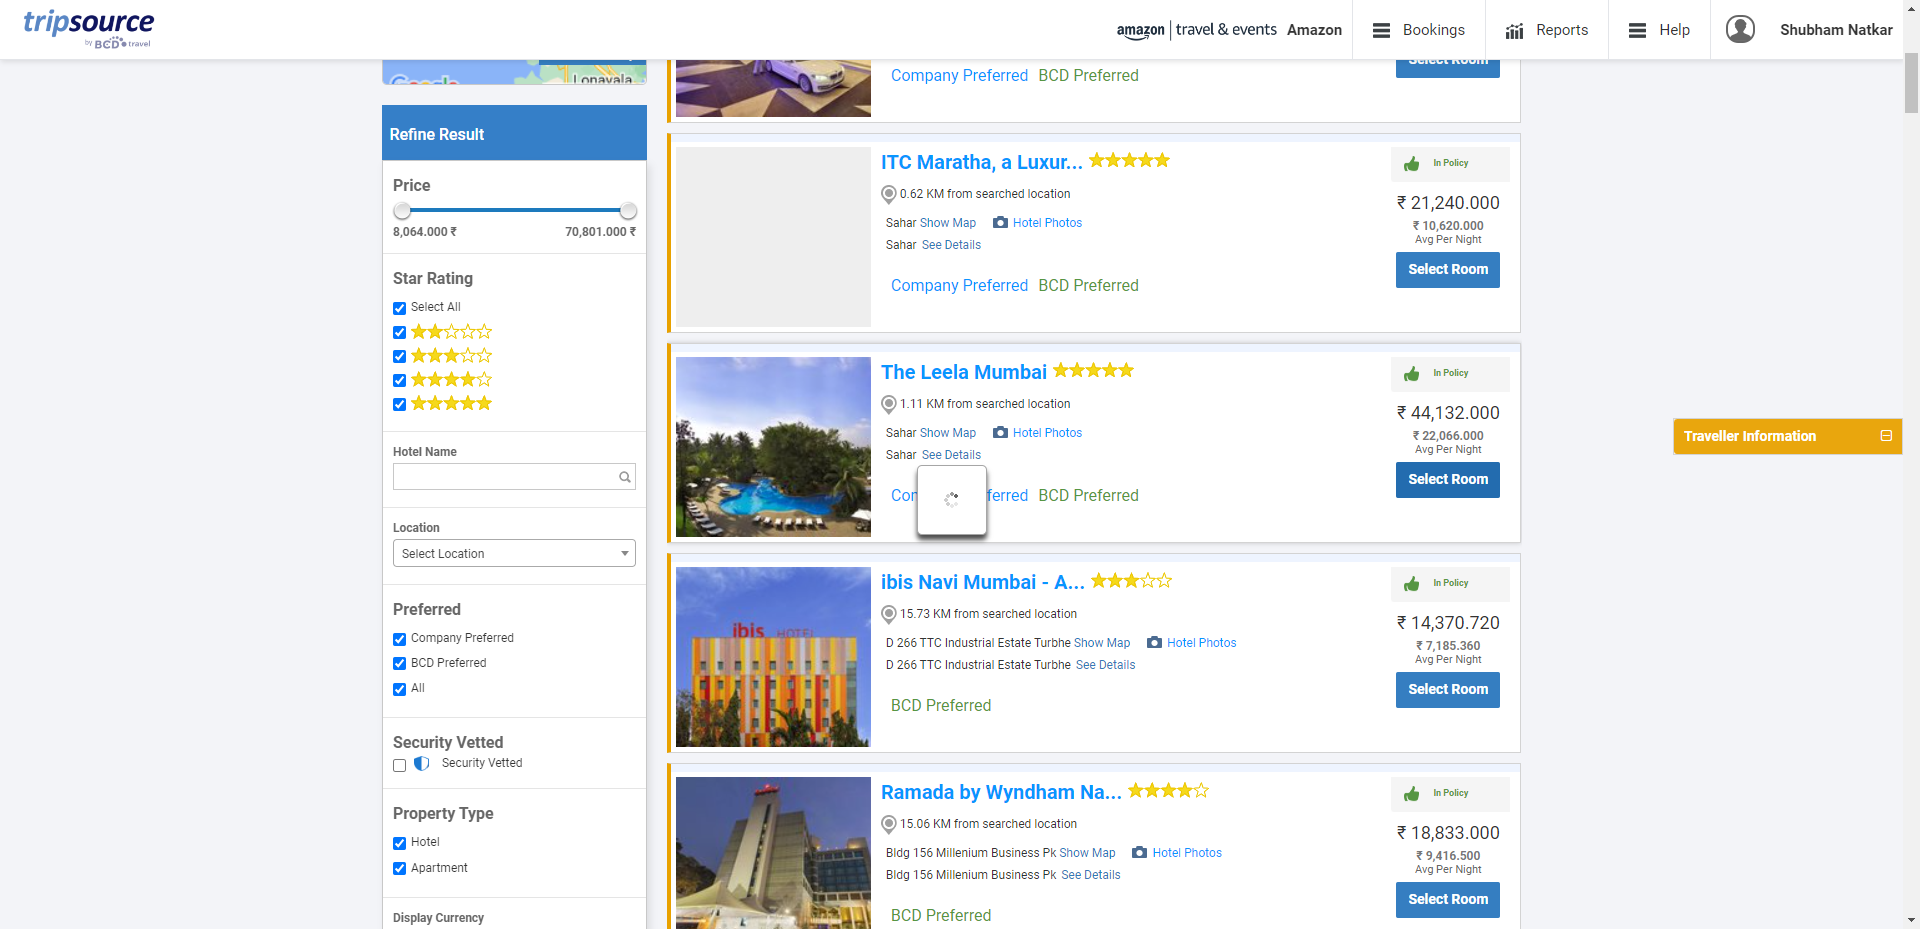 tripsource
by BCD travel
amazon | travel & events Amazon
Bookings
Reports
Help
Shubham Natkar
Google
Lonavala
Refine Result
Price
8,064.000 ₹
70,801.000 ₹
Star Rating
Select All
Hotel Name
Location
Select Location
Preferred
Company Preferred
BCD Preferred
All
Security Vetted
Security Vetted
Property Type
Hotel
Apartment
Display Currency
Company Preferred BCD Preferred
Select Room
ITC Maratha, a Luxur...
0.62 KM from searched location
Sahar Show Map Hotel Photos
Sahar See Details
Company Preferred BCD Preferred
In Policy
₹ 21,240.000
₹ 10,620.000
Avg Per Night
Select Room
The Leela Mumbai
1.11 KM from searched location
Sahar Show Map Hotel Photos
Sahar See Details
Con ferred BCD Preferred
In Policy
₹ 44,132.000
₹ 22,066.000
Avg Per Night
Select Room
ibis Navi Mumbai - A...
15.73 KM from searched location
D 266 TTC Industrial Estate Turbhe Show Map Hotel Photos
D 266 TTC Industrial Estate Turbhe See Details
BCD Preferred
ibis HOTEL
In Policy
₹ 14,370.720
₹ 7,185.360
Avg Per Night
Select Room
Ramada by Wyndham Na...
15.06 KM from searched location
Bldg 156 Millenium Business Pk Show Map Hotel Photos
Bldg 156 Millenium Business Pk See Details
BCD Preferred
In Policy
₹ 18,833.000
₹ 9,416.500
Avg Per Night
Select Room
Traveller Information